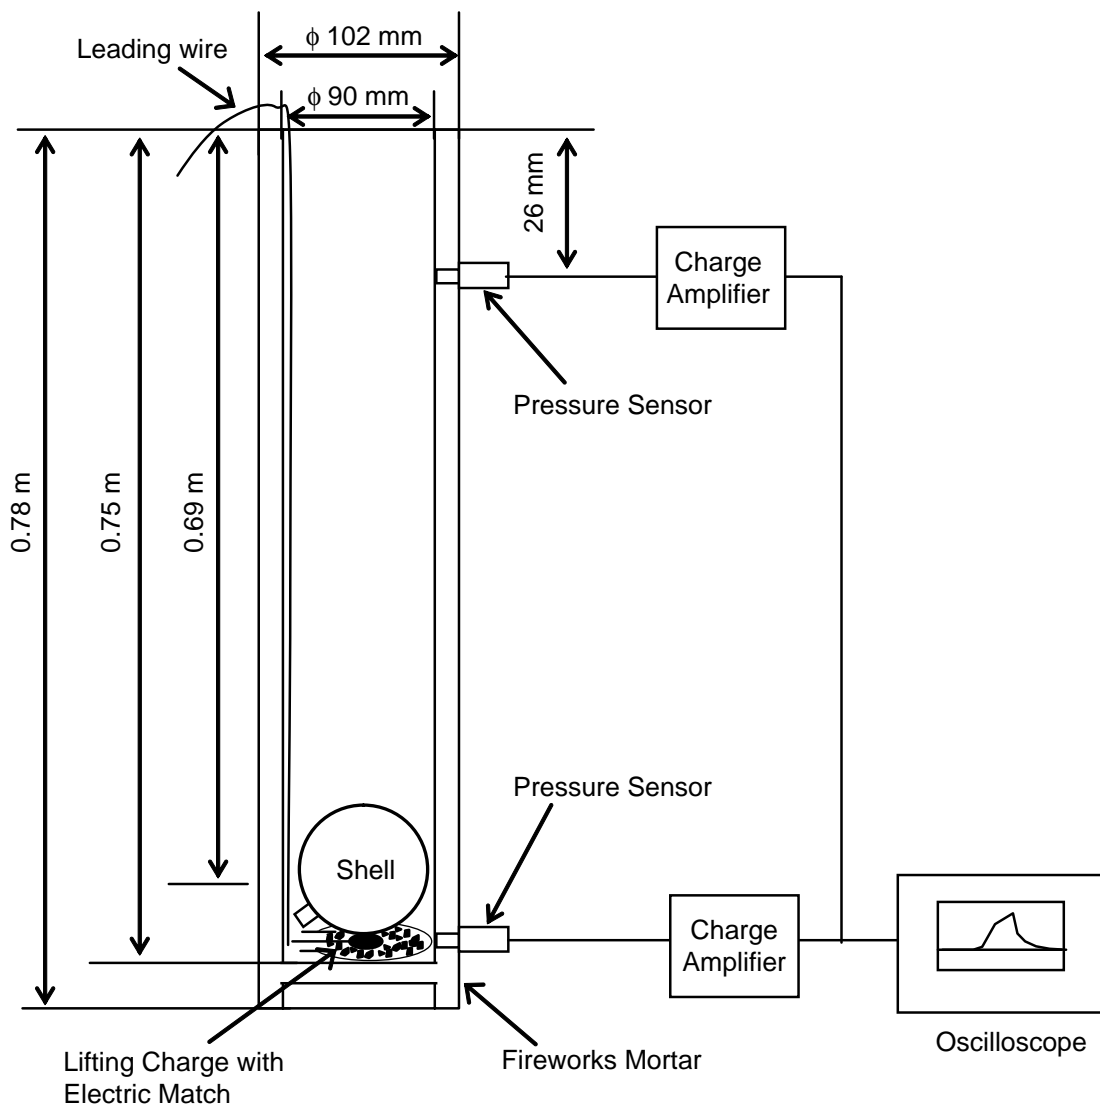 Leading wire
ϕ 102 mm
ϕ 90 mm
26 mm
Charge
Amplifier
Pressure Sensor
0.78 m
0.75 m
0.69 m
Pressure Sensor
Shell
Charge
Amplifier
Oscilloscope
Lifting Charge with
Electric Match
Fireworks Mortar